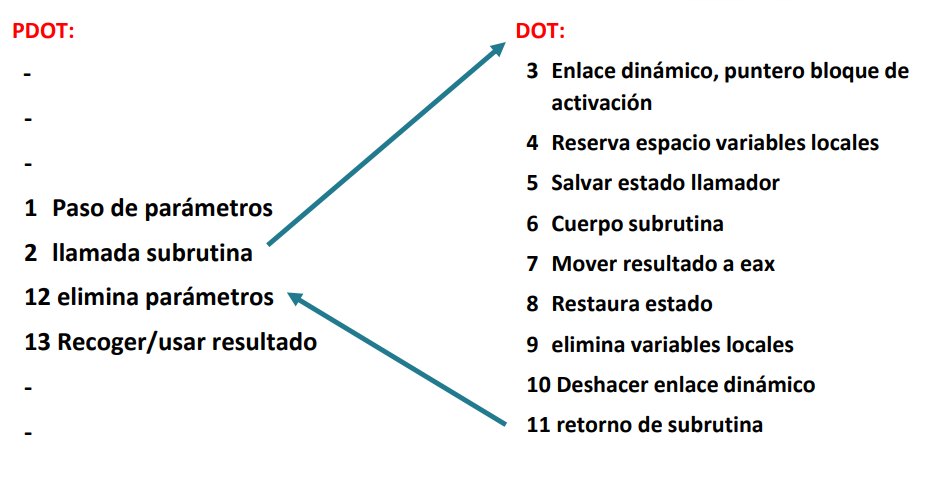 PDOT:
-
-
-
1 Paso de parámetros
2 llamada subrutina
12 elimina parámetros
13 Recoger/usar resultado
-
-
DOT:
3 Enlace dinámico, puntero bloque de
activación
4 Reserva espacio variables locales
5 Salvar estado llamador
6 Cuerpo subrutina
7 Mover resultado a eax
8 Restaura estado
9 elimina variables locales
10 Deshacer enlace dinámico
11 retorno de subrutina